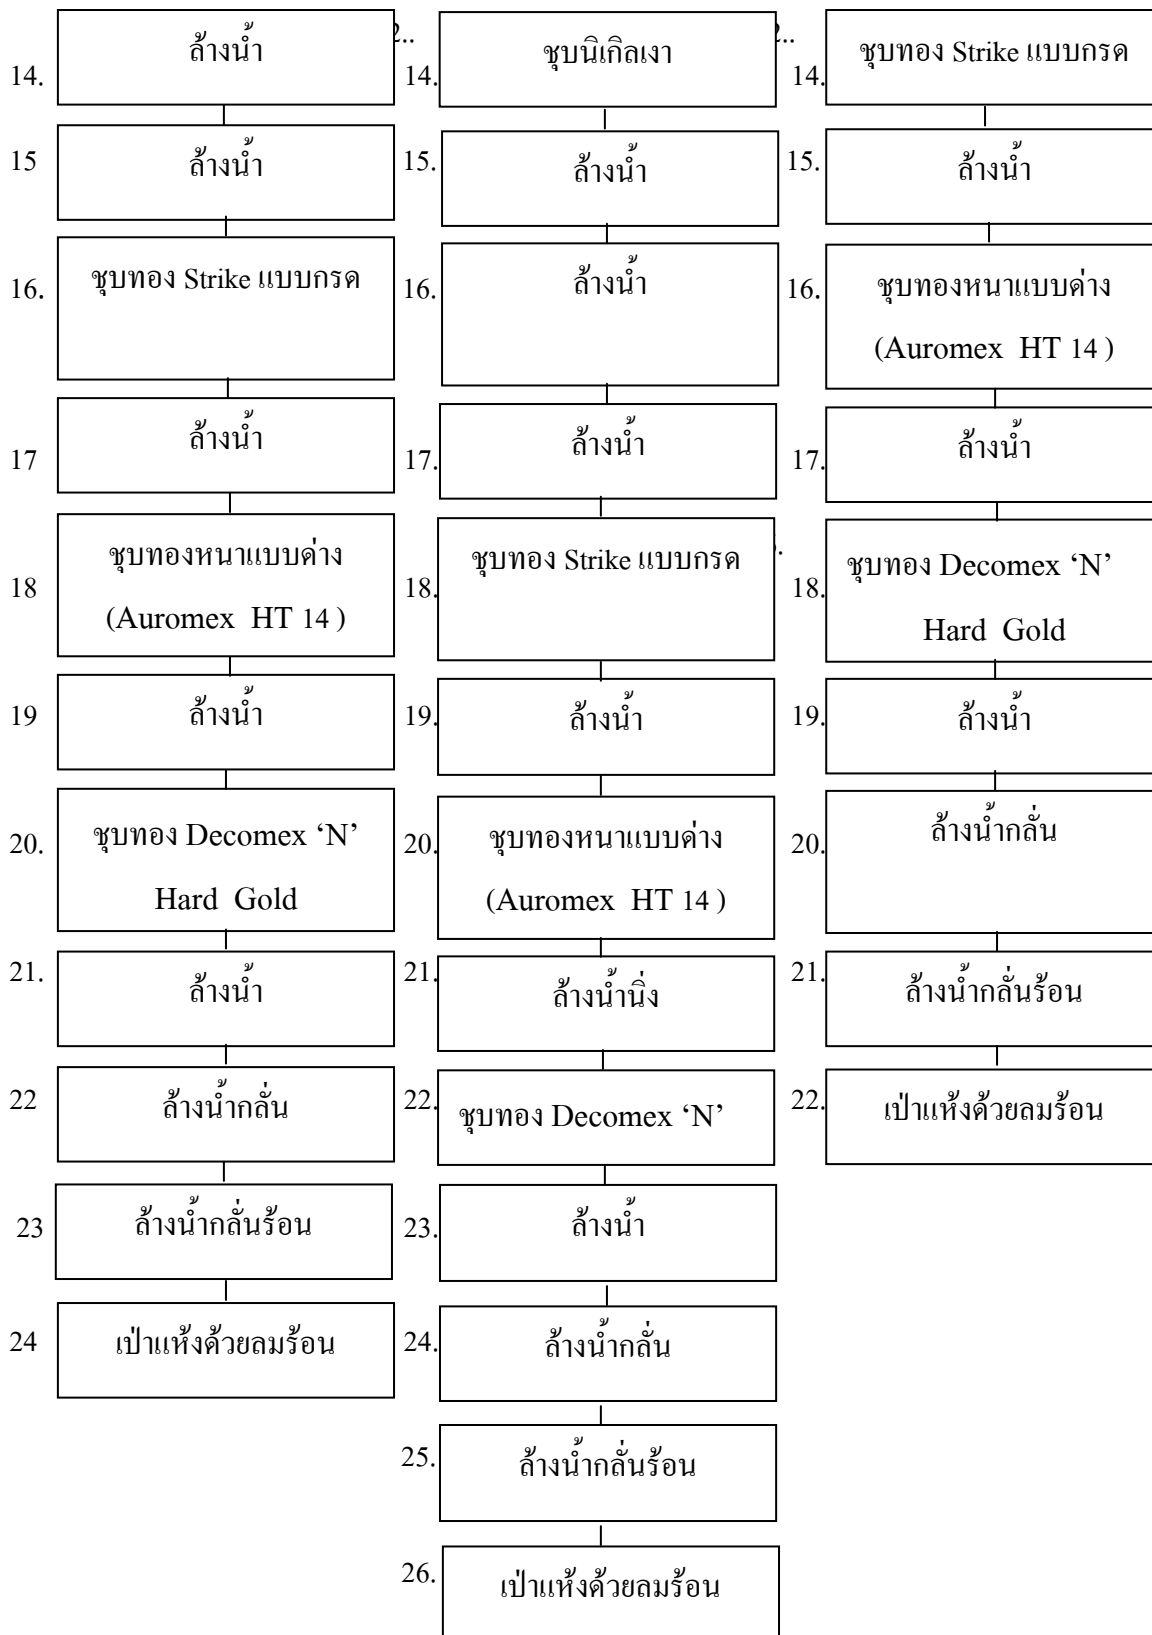 14.
ล้างน้ำ
15
ล้างน้ำ
16.
ชุบทอง Strike แบบกรด
17
ล้างน้ำ
18
ชุบทองหนาแบบด่าง
(Auromex HT 14 )
19
ล้างน้ำ
20.
ชุบทอง Decomex ‘N’
Hard Gold
21.
ล้างน้ำ
22
ล้างน้ำกลั่น
23
ล้างน้ำกลั่นร้อน
24
เป่าแห้งด้วยลมร้อน
14.
ชุบนิเกิลเงา
15.
ล้างน้ำ
16.
ล้างน้ำ
17.
ล้างน้ำ
18.
ชุบทอง Strike แบบกรด
19.
ล้างน้ำ
20.
ชุบทองหนาแบบด่าง
(Auromex HT 14 )
21.
ล้างน้ำนิ่ง
22.
ชุบทอง Decomex ‘N’
23.
ล้างน้ำ
24.
ล้างน้ำกลั่น
25.
ล้างน้ำกลั่นร้อน
26.
เป่าแห้งด้วยลมร้อน
14.
ชุบทอง Strike แบบกรด
15.
ล้างน้ำ
16.
ชุบทองหนาแบบด่าง
(Auromex HT 14 )
17.
ล้างน้ำ
18.
ชุบทอง Decomex ‘N’
Hard Gold
19.
ล้างน้ำ
20.
ล้างน้ำกลั่น
21.
ล้างน้ำกลั่นร้อน
22.
เป่าแห้งด้วยลมร้อน